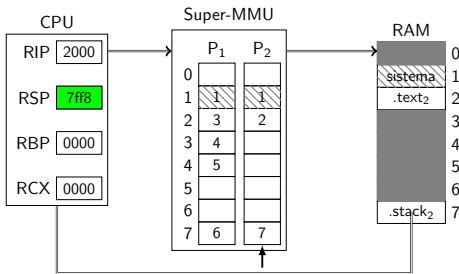 CPU
RIP 2000
RSP 7ff8
RBP 0000
RCX 0000
Super-MMU
P1 P2
0
1 1 1
2 3 2
3 4
4 5
5
6
7 6 7
RAM
0
sistema 1
.text2 2
3
4
5
6
.stack2 7